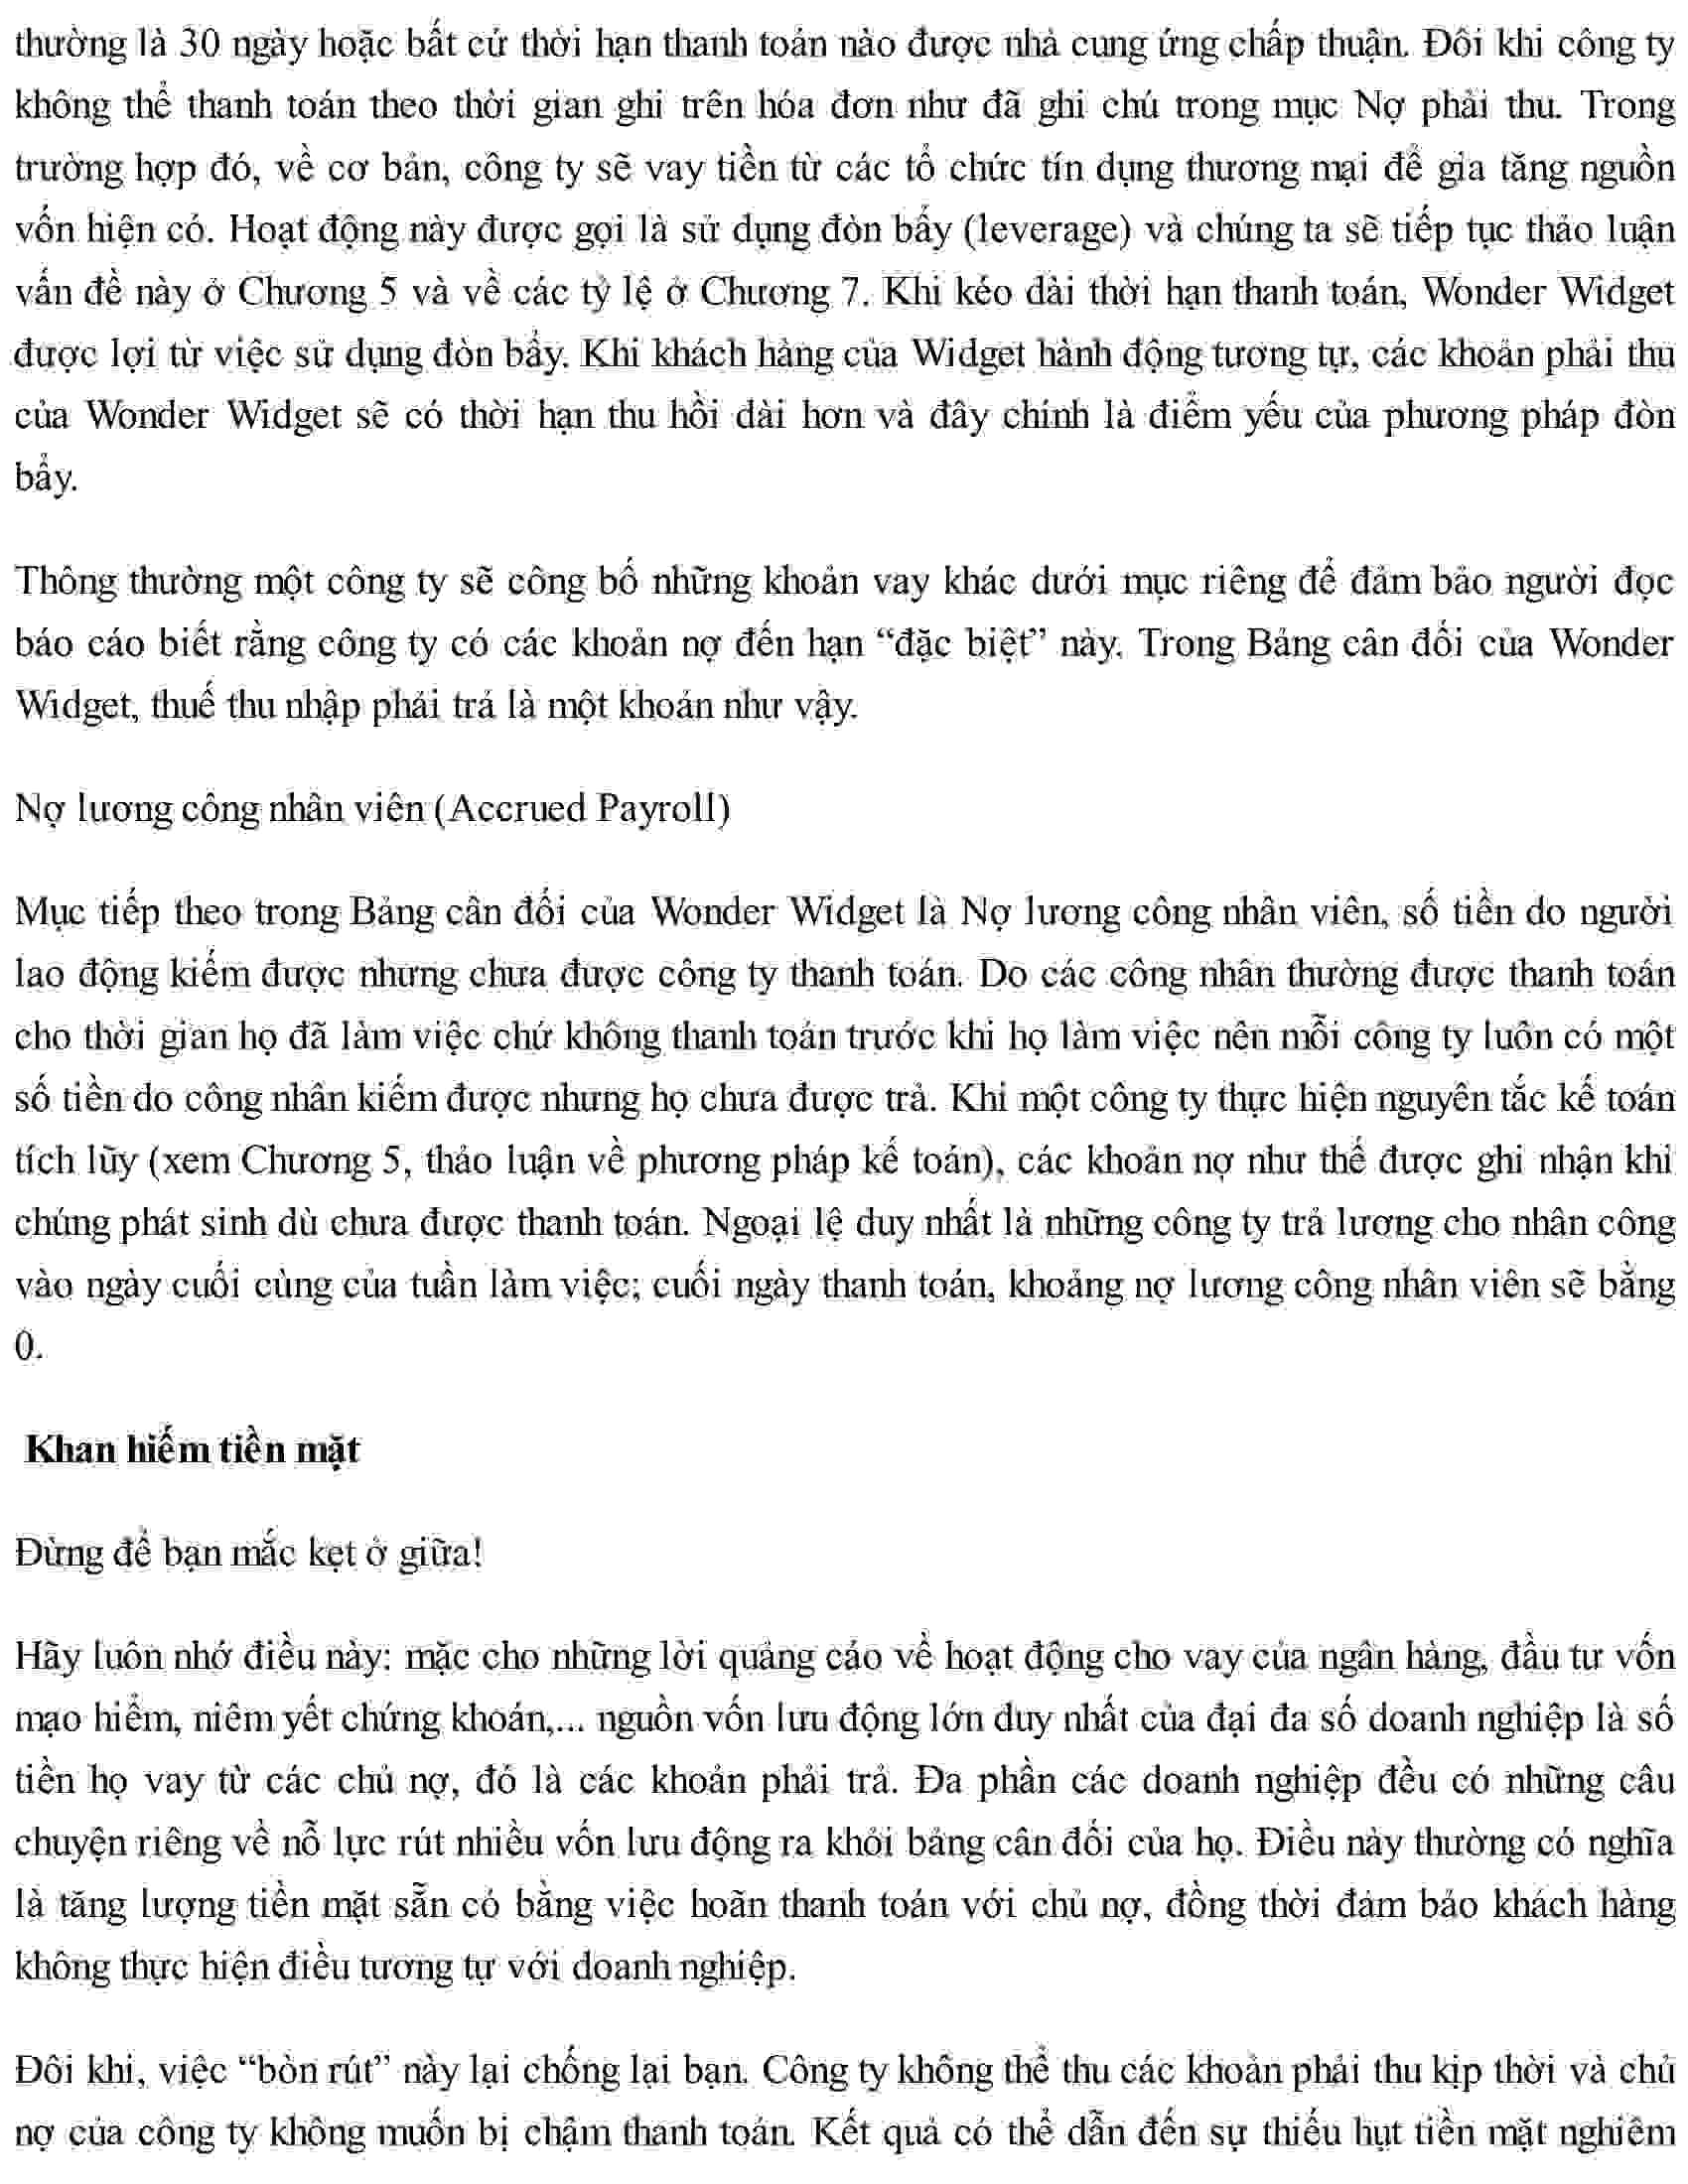 thường là 30 ngày hoặc bất cứ thời hạn thanh toán nào được nhà cung ứng chấp thuận. Đôi khi công ty
không thể thanh toán theo thời gian ghi trên hóa đơn như đã ghi chú trong mục Nợ phải thu. Trong
trường hợp đó, về cơ bản, công ty sẽ vay tiền từ các tổ chức tín dụng thương mại để gia tăng nguồn
vốn hiện có. Hoạt động này được gọi là sử dụng đòn bẩy (leverage) và chúng ta sẽ tiếp tục thảo luận
vấn đề này ở Chương 5 và về các tỷ lệ ở Chương 7. Khi kéo dài thời hạn thanh toán, Wonder Widget
được lợi từ việc sử dụng đòn bẩy. Khi khách hàng của Widget hành động tương tự, các khoản phải thu
của Wonder Widget sẽ có thời hạn thu hồi dài hơn và đây chính là điểm yếu của phương pháp đòn
bẩy.
Thông thường một công ty sẽ công bố những khoản vay khác dưới mục riêng để đảm bảo người đọc
báo cáo biết rằng công ty có các khoản nợ đến hạn “đặc biệt” này. Trong Bảng cân đối của Wonder
Widget, thuế thu nhập phải trả là một khoản như vậy.
Nợ lương công nhân viên (Accrued Payroll)
Mục tiếp theo trong Bảng cân đối của Wonder Widget là Nợ lương công nhân viên, số tiền do người
lao động kiếm được nhưng chưa được công ty thanh toán. Do các công nhân thường được thanh toán
cho thời gian họ đã làm việc chứ không thanh toán trước khi họ làm việc nên mỗi công ty luôn có một
số tiền do công nhân kiếm được nhưng họ chưa được trả. Khi một công ty thực hiện nguyên tắc kế toán
tích lũy (xem Chương 5, thảo luận về phương pháp kế toán), các khoản nợ như thế được ghi nhận khi
chúng phát sinh dù chưa được thanh toán. Ngoại lệ duy nhất là những công ty trả lương cho nhân công
vào ngày cuối cùng của tuần làm việc; cuối ngày thanh toán, khoảng nợ lương công nhân viên sẽ bằng
0.
Khan hiếm tiền mặt
Đừng để bạn mắc kẹt ở giữa!
Hãy luôn nhớ điều này: mặc cho những lời quảng cáo về hoạt động cho vay của ngân hàng, đầu tư vốn
mạo hiểm, niêm yết chứng khoán,... nguồn vốn lưu động lớn duy nhất của đại đa số doanh nghiệp là số
tiền họ vay từ các chủ nợ, đó là các khoản phải trả. Đa phần các doanh nghiệp đều có những câu
chuyện riêng về nỗ lực rút nhiều vốn lưu động ra khỏi bảng cân đối của họ. Điều này thường có nghĩa
là tăng lượng tiền mặt sẵn có bằng việc hoãn thanh toán với chủ nợ, đồng thời đảm bảo khách hàng
không thực hiện điều tương tự với doanh nghiệp.
Đôi khi, việc “bòn rút” này lại chống lại bạn. Công ty không thể thu các khoản phải thu kịp thời và chủ
nợ của công ty không muốn bị chậm thanh toán. Kết quả có thể dẫn đến sự thiếu hụt tiền mặt nghiêm